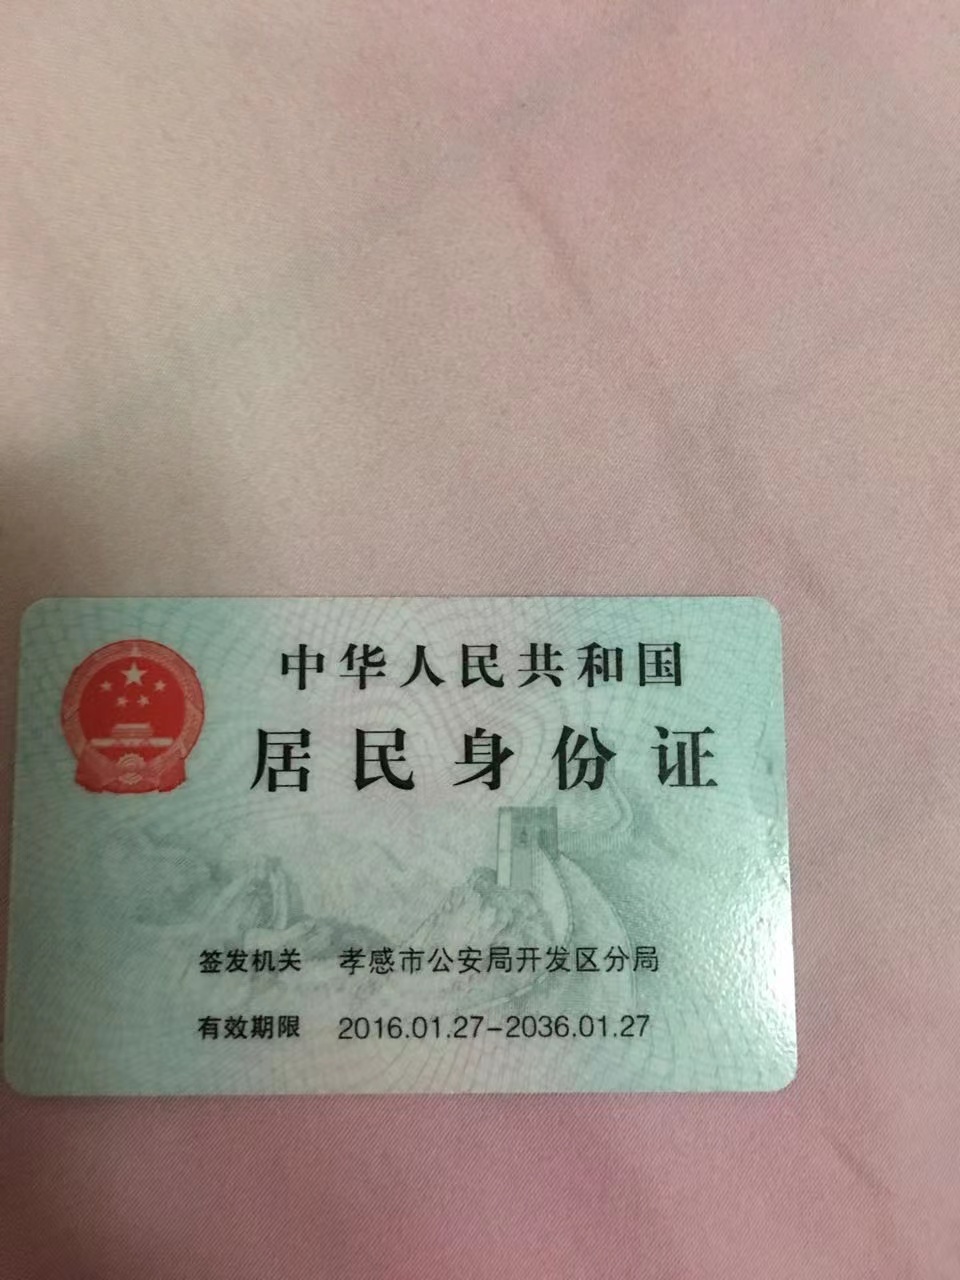 中华人民共和国
居民身份证
签发机关 孝感市公安局开发区分局
有效期限 2016.01.27-2036.01.27